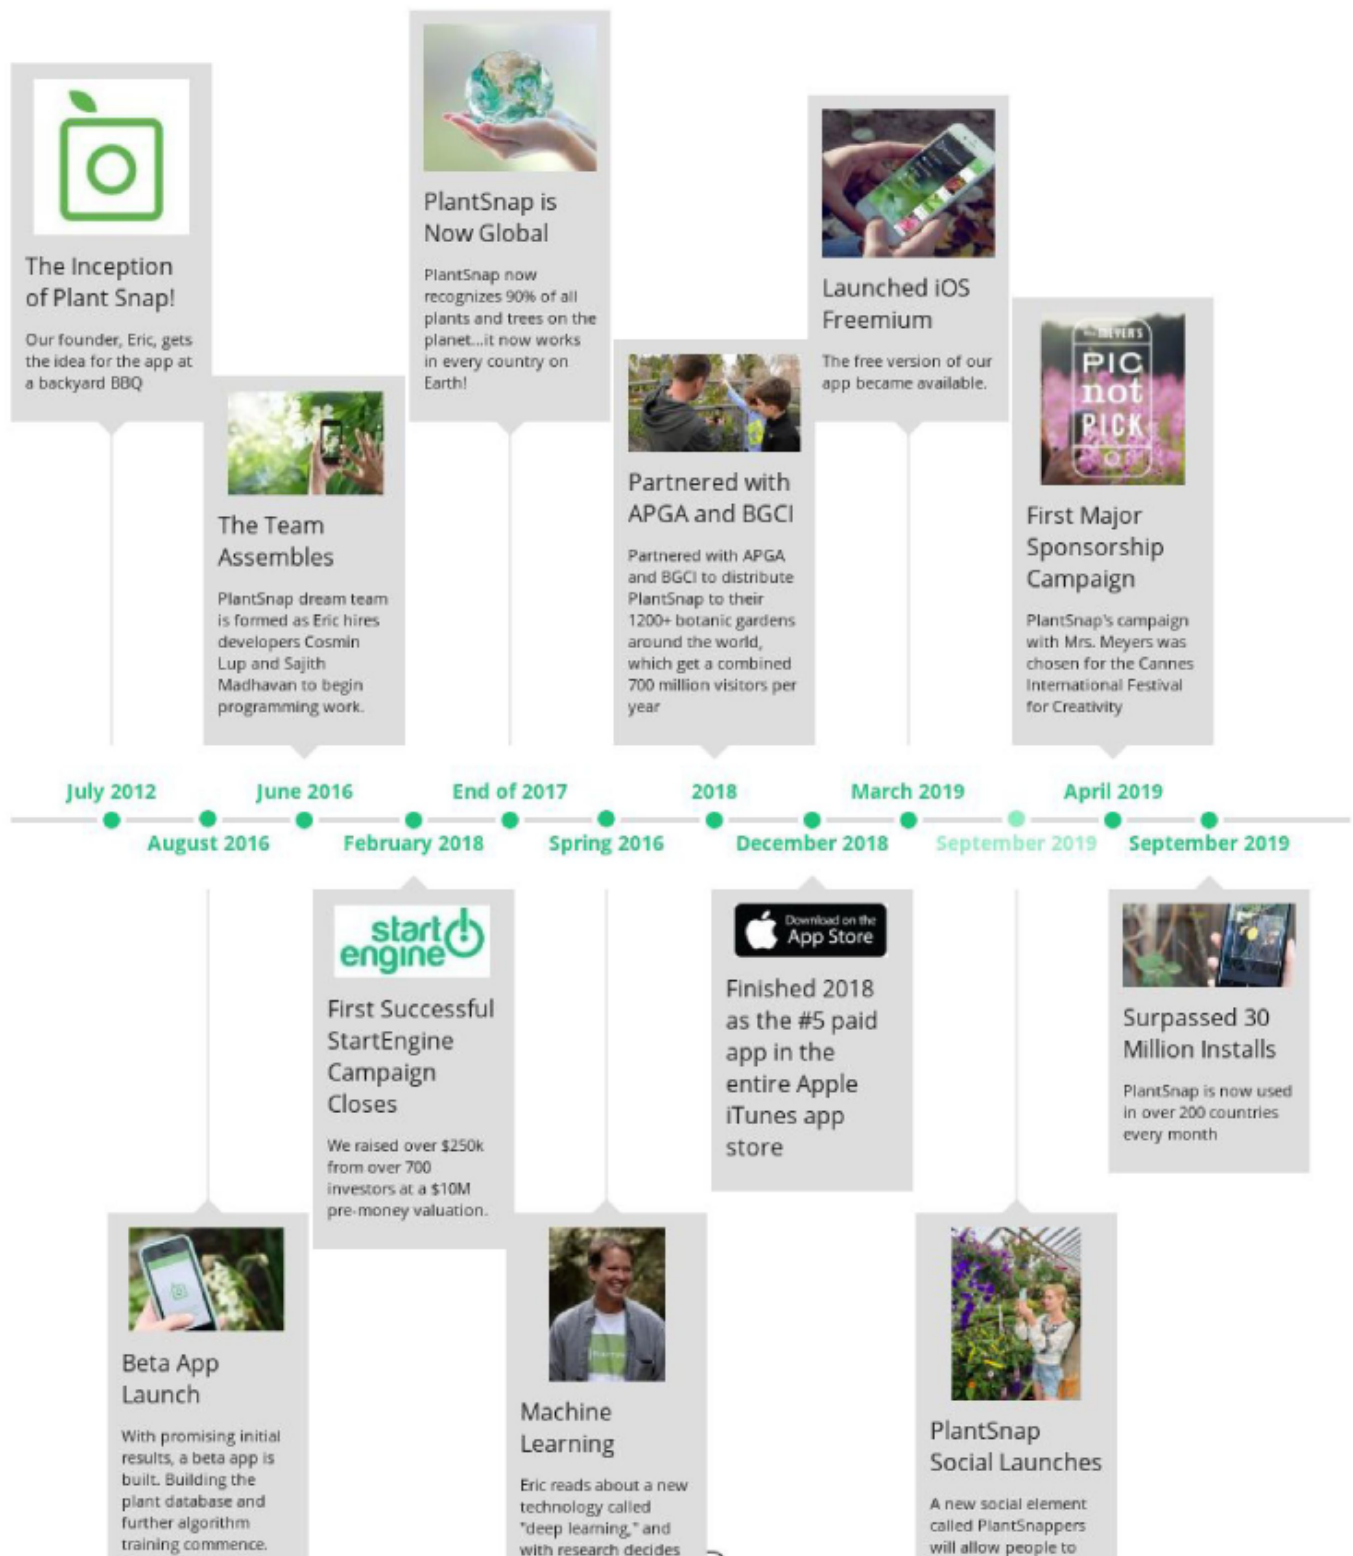 The Inception
of Plant Snap!
Our founder, Eric, gets
the idea for the app at
a backyard BBQ
The Team
Assembles
PlantSnap dream team
is formed as Eric hires
developers Cosmin
Lup and Sajith
Madhavan to begin
programming work.
PlantSnap is
Now Global
PlantSnap now
recognizes 90% of all
plants and trees on the
planet...it now works
in every country on
Earth!
Partnered with
APGA and BGCI
Partnered with APGA
and BGCI to distribute
PlantSnap to their
1200+ botanic gardens
around the world,
which get a combined
700 million visitors per
year
Launched iOS
Freemium
The free version of our
app became available.
MEYER'S
PIC
not
PICK
First Major
Sponsorship
Campaign
PlantSnap's campaign
with Mrs. Meyers was
chosen for the Cannes
International Festival
for Creativity
July 2012
June 2016
End of 2017
2018
March 2019
April 2019
August 2016
February 2018
Spring 2016
December 2018
September 2019
September 2019
Beta App
Launch
With promising initial
results, a beta app is
built. Building the
plant database and
further algorithm
training commence.
start
engine
First Successful
StartEngine
Campaign
Closes
We raised over $250k
from over 700
investors at a $10M
pre-money valuation.
Machine
Learning
Eric reads about a new
technology called
"deep learning," and
with research decides
Download on the
App Store
Finished 2018
as the #5 paid
app in the
entire Apple
iTunes app
store
PlantSnap
Social Launches
A new social element
called PlantSnappers
will allow people to
Surpassed 30
Million Installs
PlantSnap is now used
in over 200 countries
every month